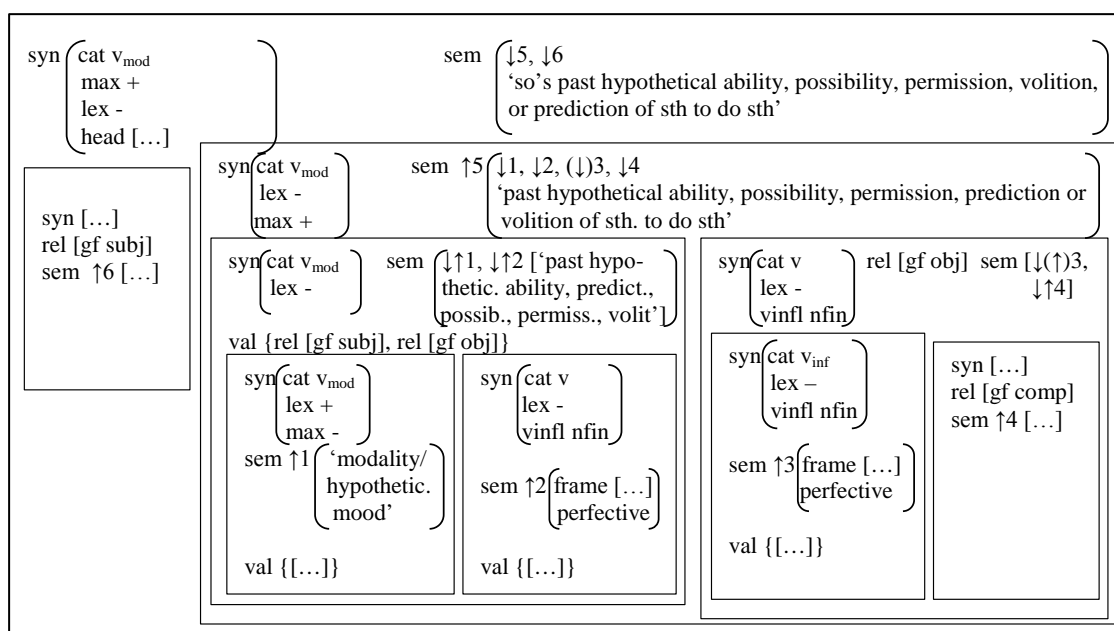 syn cat v_mod
max +
lex -
head […]
sem ↓5, ↓6
‘so’s past hypothetical ability, possibility, permission, volition,
or prediction of sth to do sth’
syn […]
rel [gf subj]
sem ↑6 […]
syn cat v_mod
lex -
max +
sem ↑5 ↓1, ↓2, (↓)3, ↓4
‘past hypothetical ability, possibility, permission, prediction or
volition of sth. to do sth’
syn cat v_mod
lex -
sem ↓↑1, ↓↑2 [‘past hypo-
thetic. ability, predict.,
possib., permiss., volit’]
val {rel [gf subj], rel [gf obj]}
syn cat v_mod
lex +
max -
sem ↑1 ‘modality/
hypothetic.
mood’
val {[…]}
syn cat v
lex -
vinfl nfin
sem ↑2 frame […]
perfective
val {[…]}
syn cat v
lex -
vinfl nfin
rel [gf obj]
sem [↓(↑)3,
↓↑4]
syn cat v_inf
lex –
vinfl nfin
sem ↑3 frame […]
perfective
val {[…]}
syn […]
rel [gf comp]
sem ↑4 […]